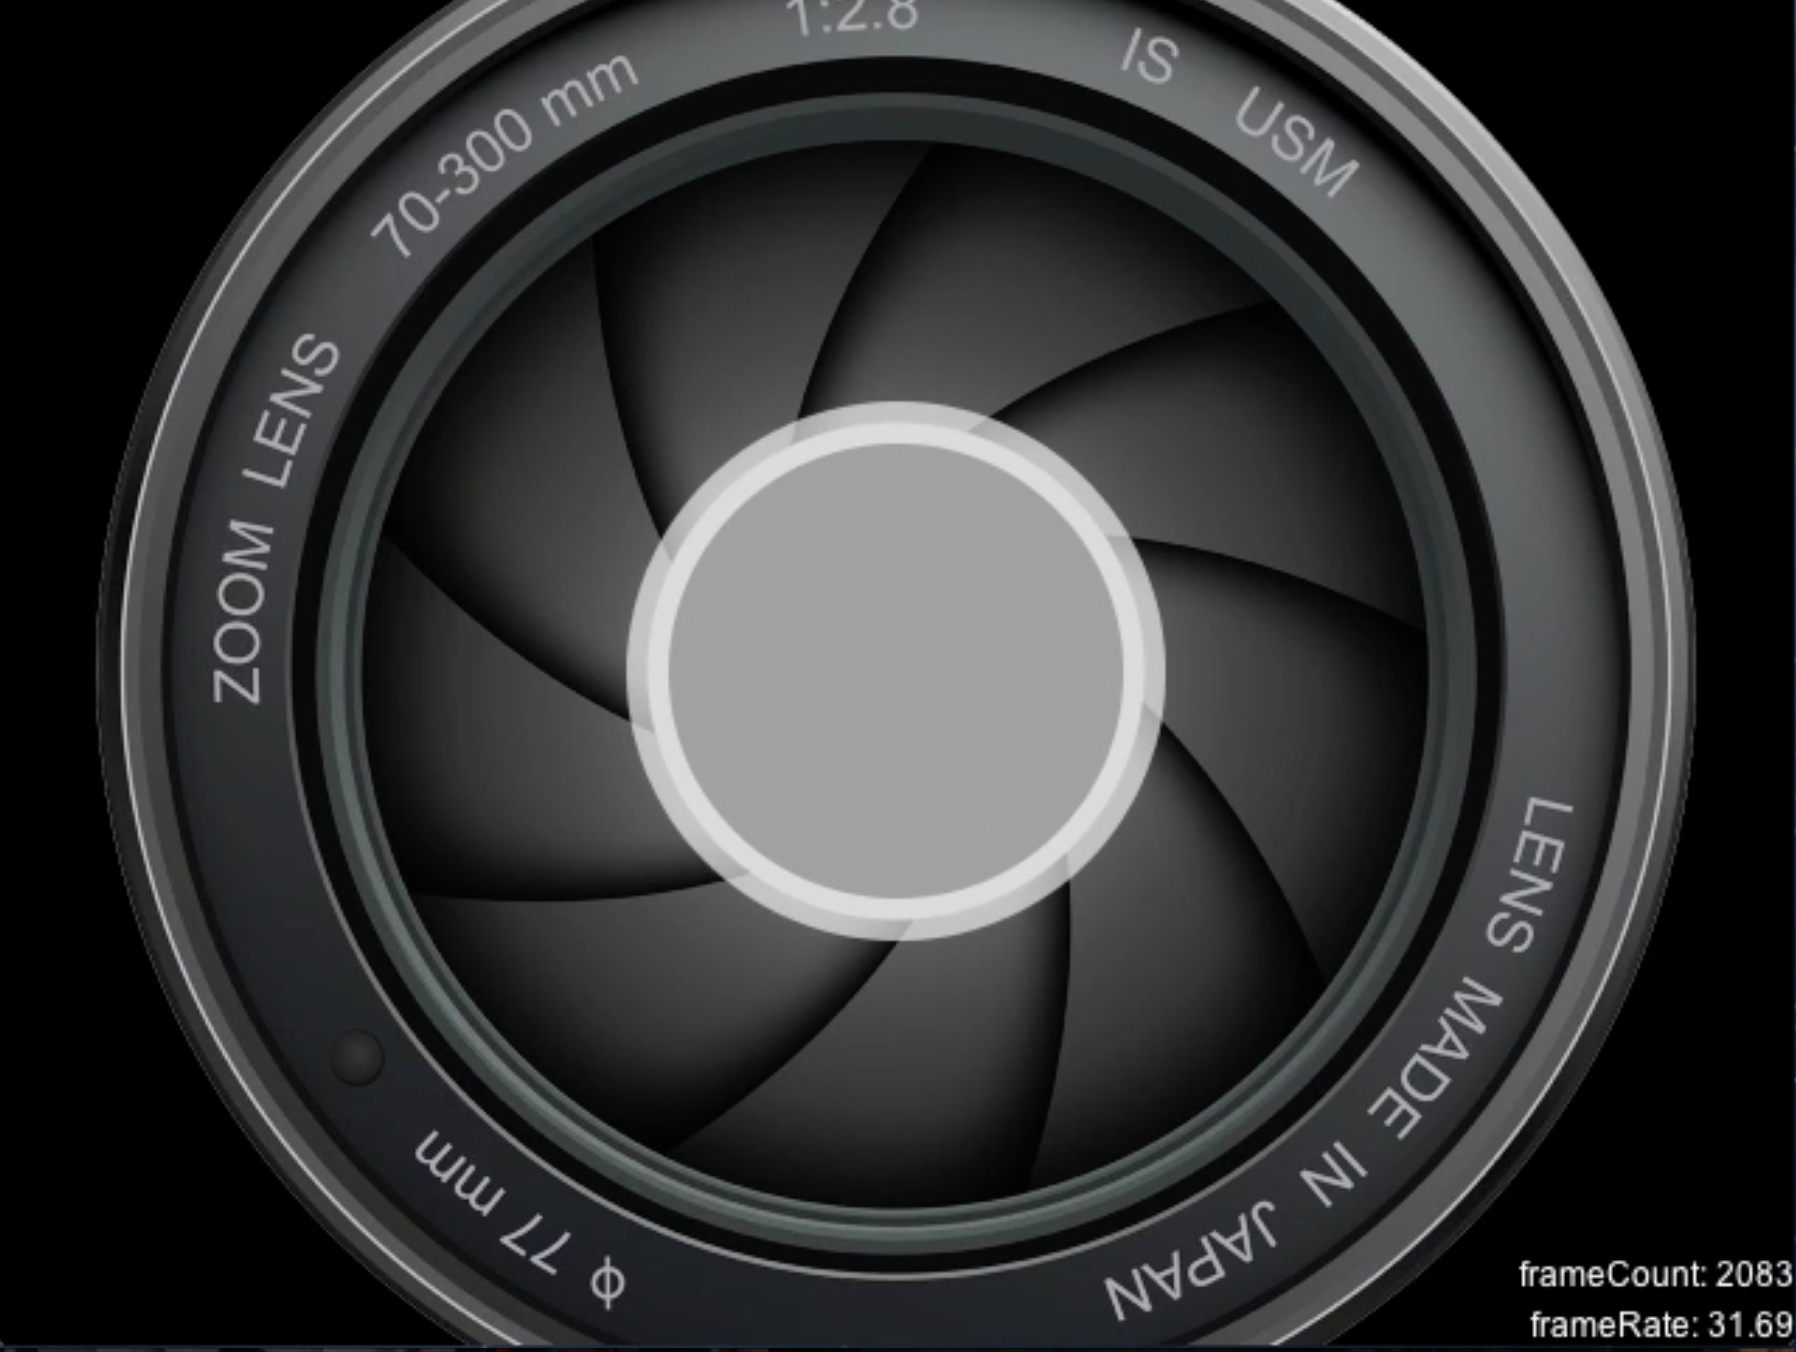 ZOOM LENS
70-300 mm
1:2.8
IS USM
LENS MADE IN JAPAN
ϕ 77 mm
frameCount: 2083
frameRate: 31.69